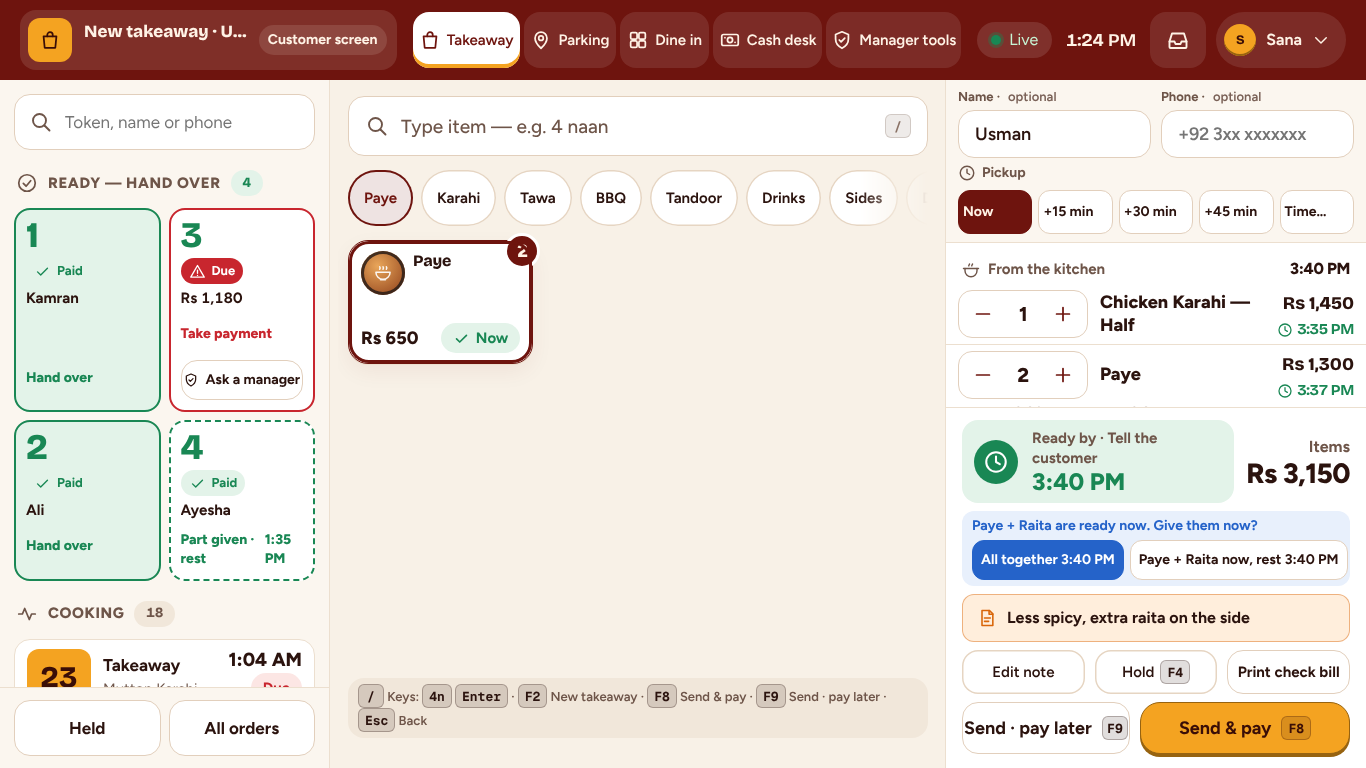 New takeaway · U...
Customer screen
Takeaway
Parking
Dine in
Cash desk
Manager tools
Live
1:24 PM
S
Sana
Token, name or phone
READY — HAND OVER 4
1
Paid
Kamran
Hand over
3
Due
Rs 1,180
Take payment
Ask a manager
2
Paid
Ali
Hand over
4
Paid
Ayesha
Part given · rest
1:35 PM
COOKING 18
23
Takeaway
1:04 AM
Held
All orders
Type item — e.g. 4 naan
/
Paye
Karahi
Tawa
BBQ
Tandoor
Drinks
Sides
2
Paye
Rs 650
Now
/ Keys: 4n Enter · F2 New takeaway · F8 Send & pay · F9 Send · pay later ·
Esc Back
Name · optional
Usman
Phone · optional
+92 3xx xxxxxxx
Pickup
Now
+15 min
+30 min
+45 min
Time...
From the kitchen
3:40 PM
1
Chicken Karahi —
Half
Rs 1,450
3:35 PM
2
Paye
Rs 1,300
3:37 PM
Ready by · Tell the
customer
3:40 PM
Items
Rs 3,150
Paye + Raita are ready now. Give them now?
All together 3:40 PM
Paye + Raita now, rest 3:40 PM
Less spicy, extra raita on the side
Edit note
Hold F4
Print check bill
Send · pay later F9
Send & pay F8